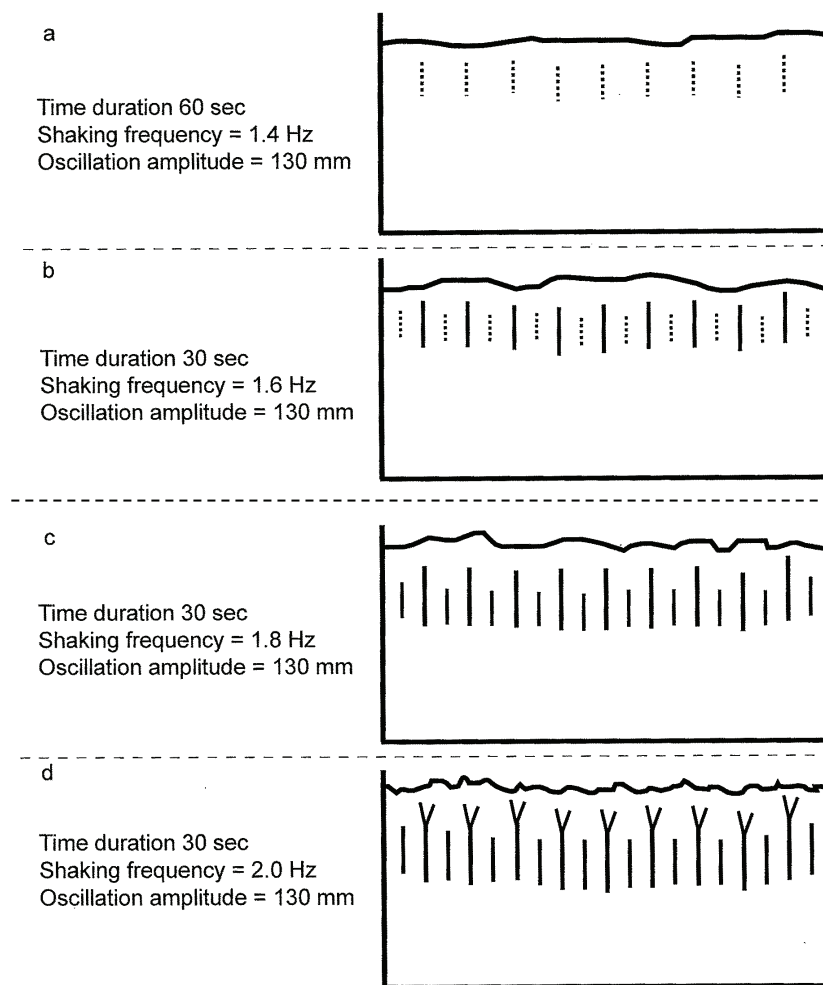 a
Time duration 60 sec
Shaking frequency = 1.4 Hz
Oscillation amplitude = 130 mm
b
Time duration 30 sec
Shaking frequency = 1.6 Hz
Oscillation amplitude = 130 mm
c
Time duration 30 sec
Shaking frequency = 1.8 Hz
Oscillation amplitude = 130 mm
d
Time duration 30 sec
Shaking frequency = 2.0 Hz
Oscillation amplitude = 130 mm